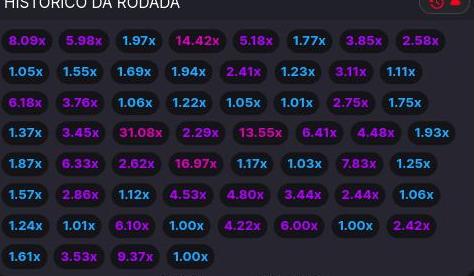 HISTÓRICO DA RODADA
8.09x 5.98x 1.97x 14.42x 5.18x 1.77x 3.85x 2.58x
1.05x 1.55x 1.69x 1.94x 2.41x 1.23x 3.11x 1.11x
6.18x 3.76x 1.06x 1.22x 1.05x 1.01x 2.75x 1.75x
1.37x 3.45x 31.08x 2.29x 13.55x 6.41x 4.48x 1.93x
1.87x 6.33x 2.62x 16.97x 1.17x 1.03x 7.83x 1.25x
1.57x 2.86x 1.12x 4.53x 4.80x 3.44x 2.44x 1.06x
1.24x 1.01x 6.10x 1.00x 4.22x 6.00x 1.00x 2.42x
1.61x 3.53x 9.37x 1.00x